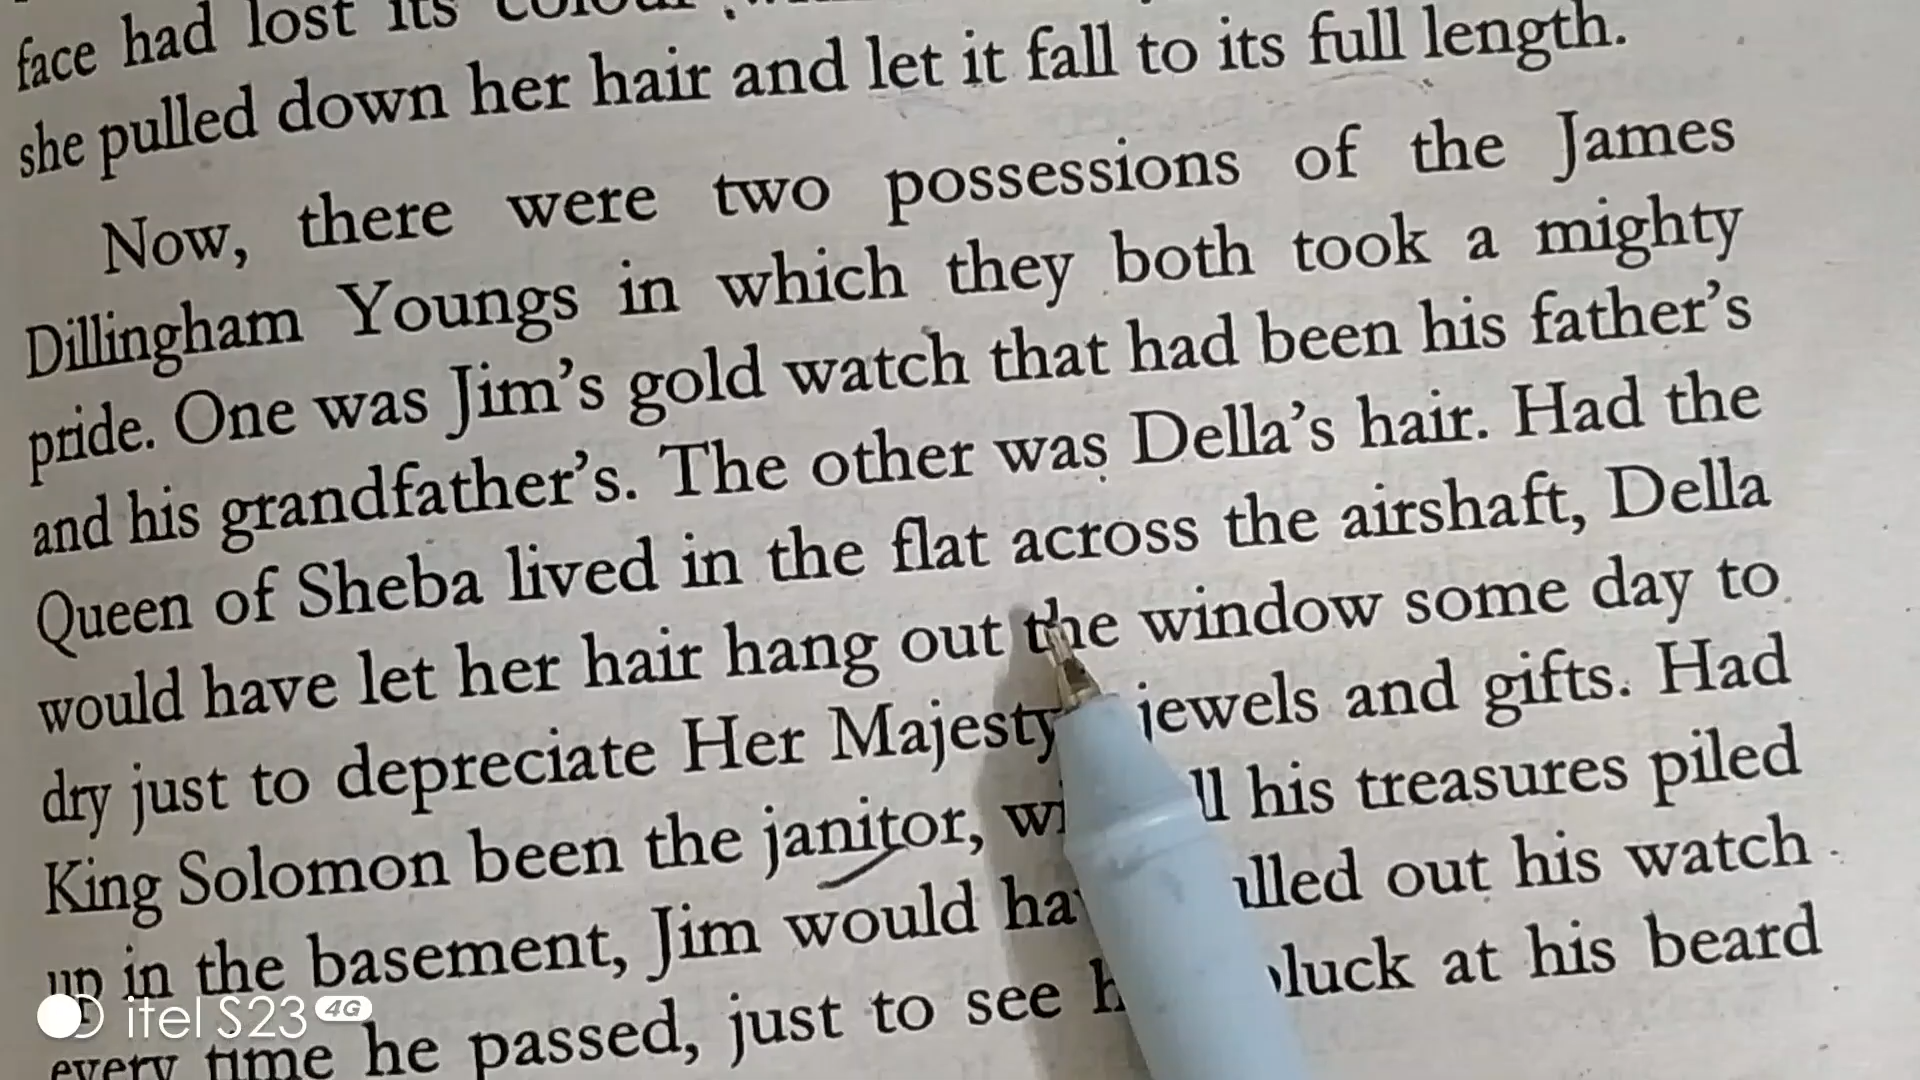 face had lost its colour
she pulled down her hair and let it fall to its full length.
Now, there were two possessions of the James
Dillingham Youngs in which they both took a mighty
pride. One was Jim's gold watch that had been his father's
and his grandfather's. The other was Della's hair. Had the
Queen of Sheba lived in the flat across the airshaft, Della
would have let her hair hang out the window some day to
dry just to depreciate Her Majesty jewels and gifts. Had
King Solomon been the janitor, his treasures piled
up in the basement, Jim would out his watch
every time he passed, just to see at his beard
itel S23 4G